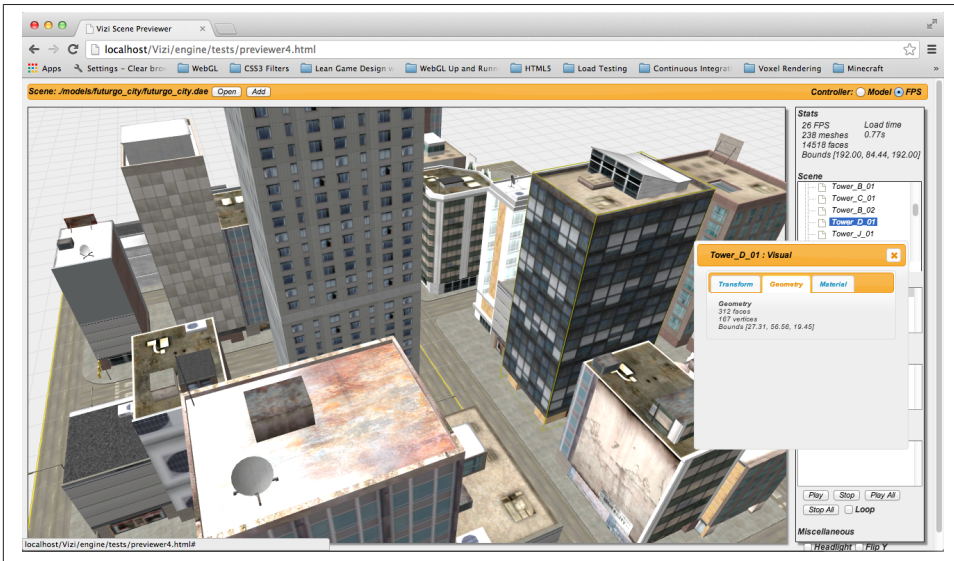 Vizi Scene Previewer
localhost/Vizi/engine/tests/previewer4.html
Apps Settings - Clear brow WebGL CSS3 Filters Lean Game Design w WebGL Up and Runn HTML5 Load Testing Continuous Integrat Voxel Rendering Minecraft »
Scene: ./models/futurgo_city/futurgo_city.dae Open Add
Controller: Model FPS
Stats
26 FPS Load time
238 meshes 0.77s
14518 faces
Bounds [192.00, 84.44, 192.00]
Scene
Tower_B_01
Tower_C_01
Tower_B_02
Tower_D_01
Tower_J_01
Tower_D_01 : Visual
Transform Geometry Material
Geometry
312 faces
167 vertices
Bounds [27.31, 56.56, 19.45]
Play Stop Play All
Stop All Loop
Miscellaneous
Headlight Flip Y
localhost/Vizi/engine/tests/previewer4.html#